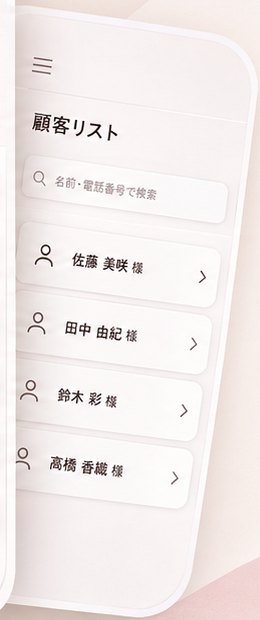 顧客リスト
名前・電話番号で検索
佐藤 美咲 様
田中 由紀 様
鈴木 彩 様
高橋 香織 様